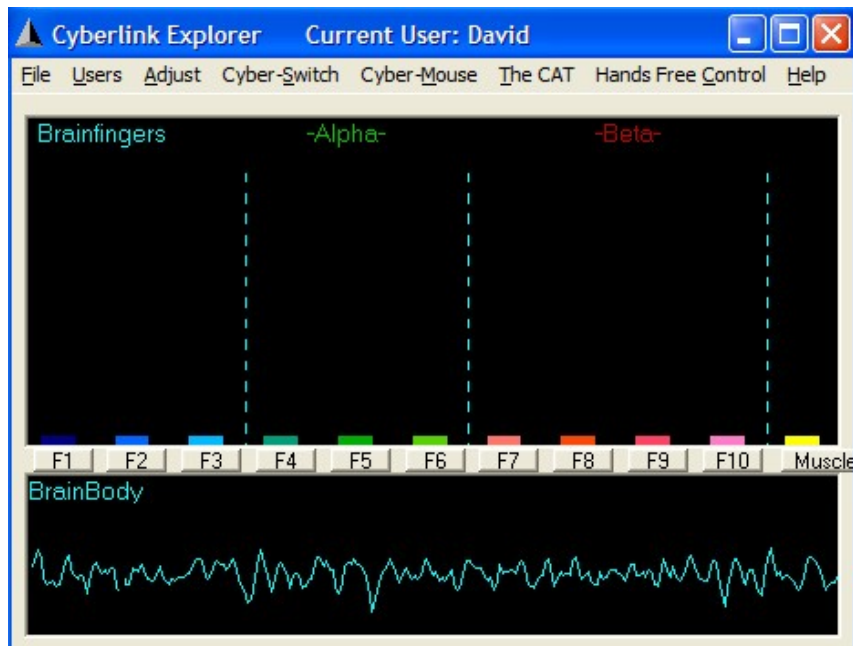 Cyberlink Explorer Current User: David
File Users Adjust Cyber-Switch Cyber-Mouse The CAT Hands Free Control Help
Brainfingers -Alpha- -Beta-
F1 F2 F3 F4 F5 F6 F7 F8 F9 F10 Muscle
BrainBody